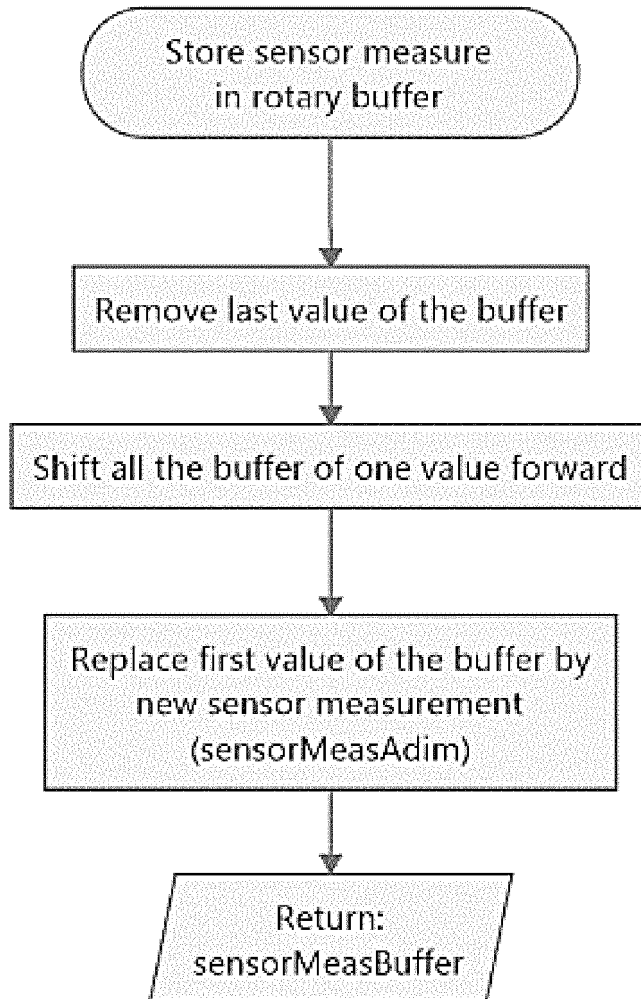 Store sensor measure
in rotary buffer
Remove last value of the buffer
Shift all the buffer of one value forward
Replace first value of the buffer by
new sensor measurement
(sensorMeasAdim)
Return:
sensorMeasBuffer